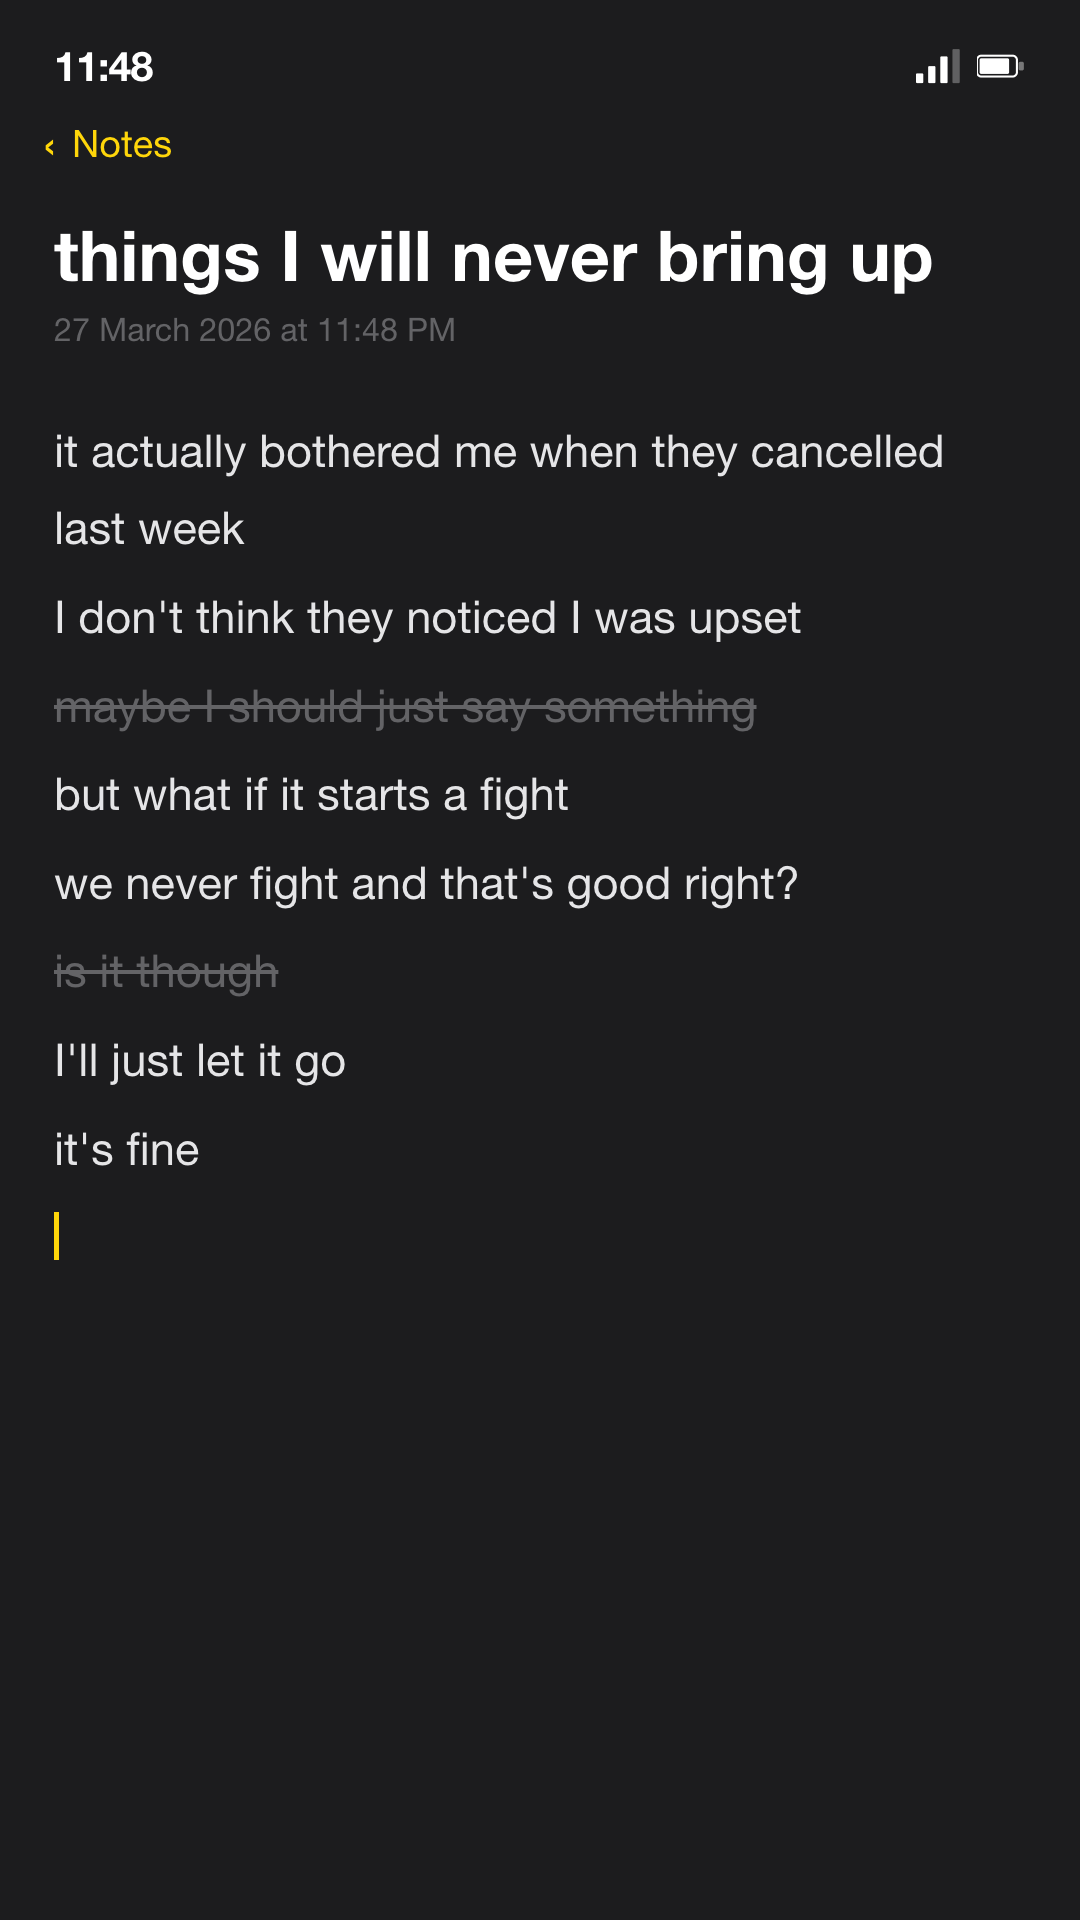 11:48
‹ Notes
things I will never bring up
27 March 2026 at 11:48 PM
it actually bothered me when they cancelled
last week
I don't think they noticed I was upset
maybe I should just say something
but what if it starts a fight
we never fight and that's good right?
is it though
I'll just let it go
it's fine